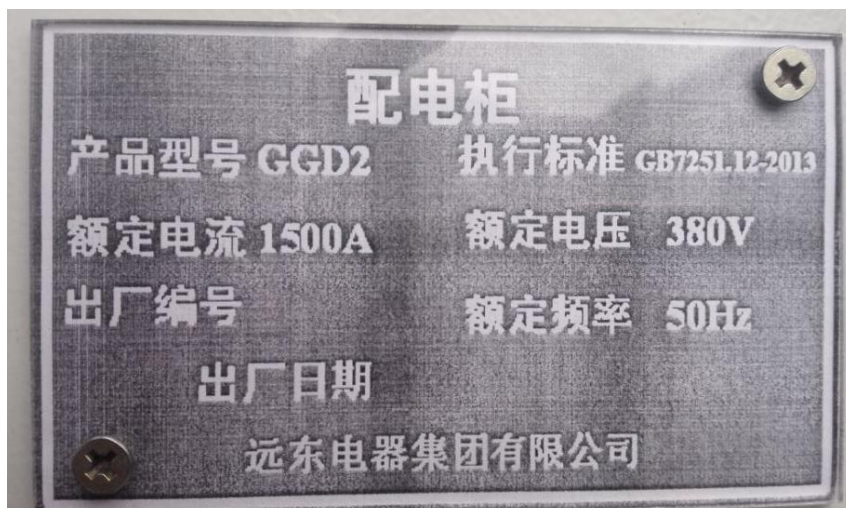 配电柜
产品型号 GGD2 执行标准 GB7251.12-2013
额定电流 1500A 额定电压 380V
出厂编号 额定频率 50Hz
出厂日期
远东电器集团有限公司